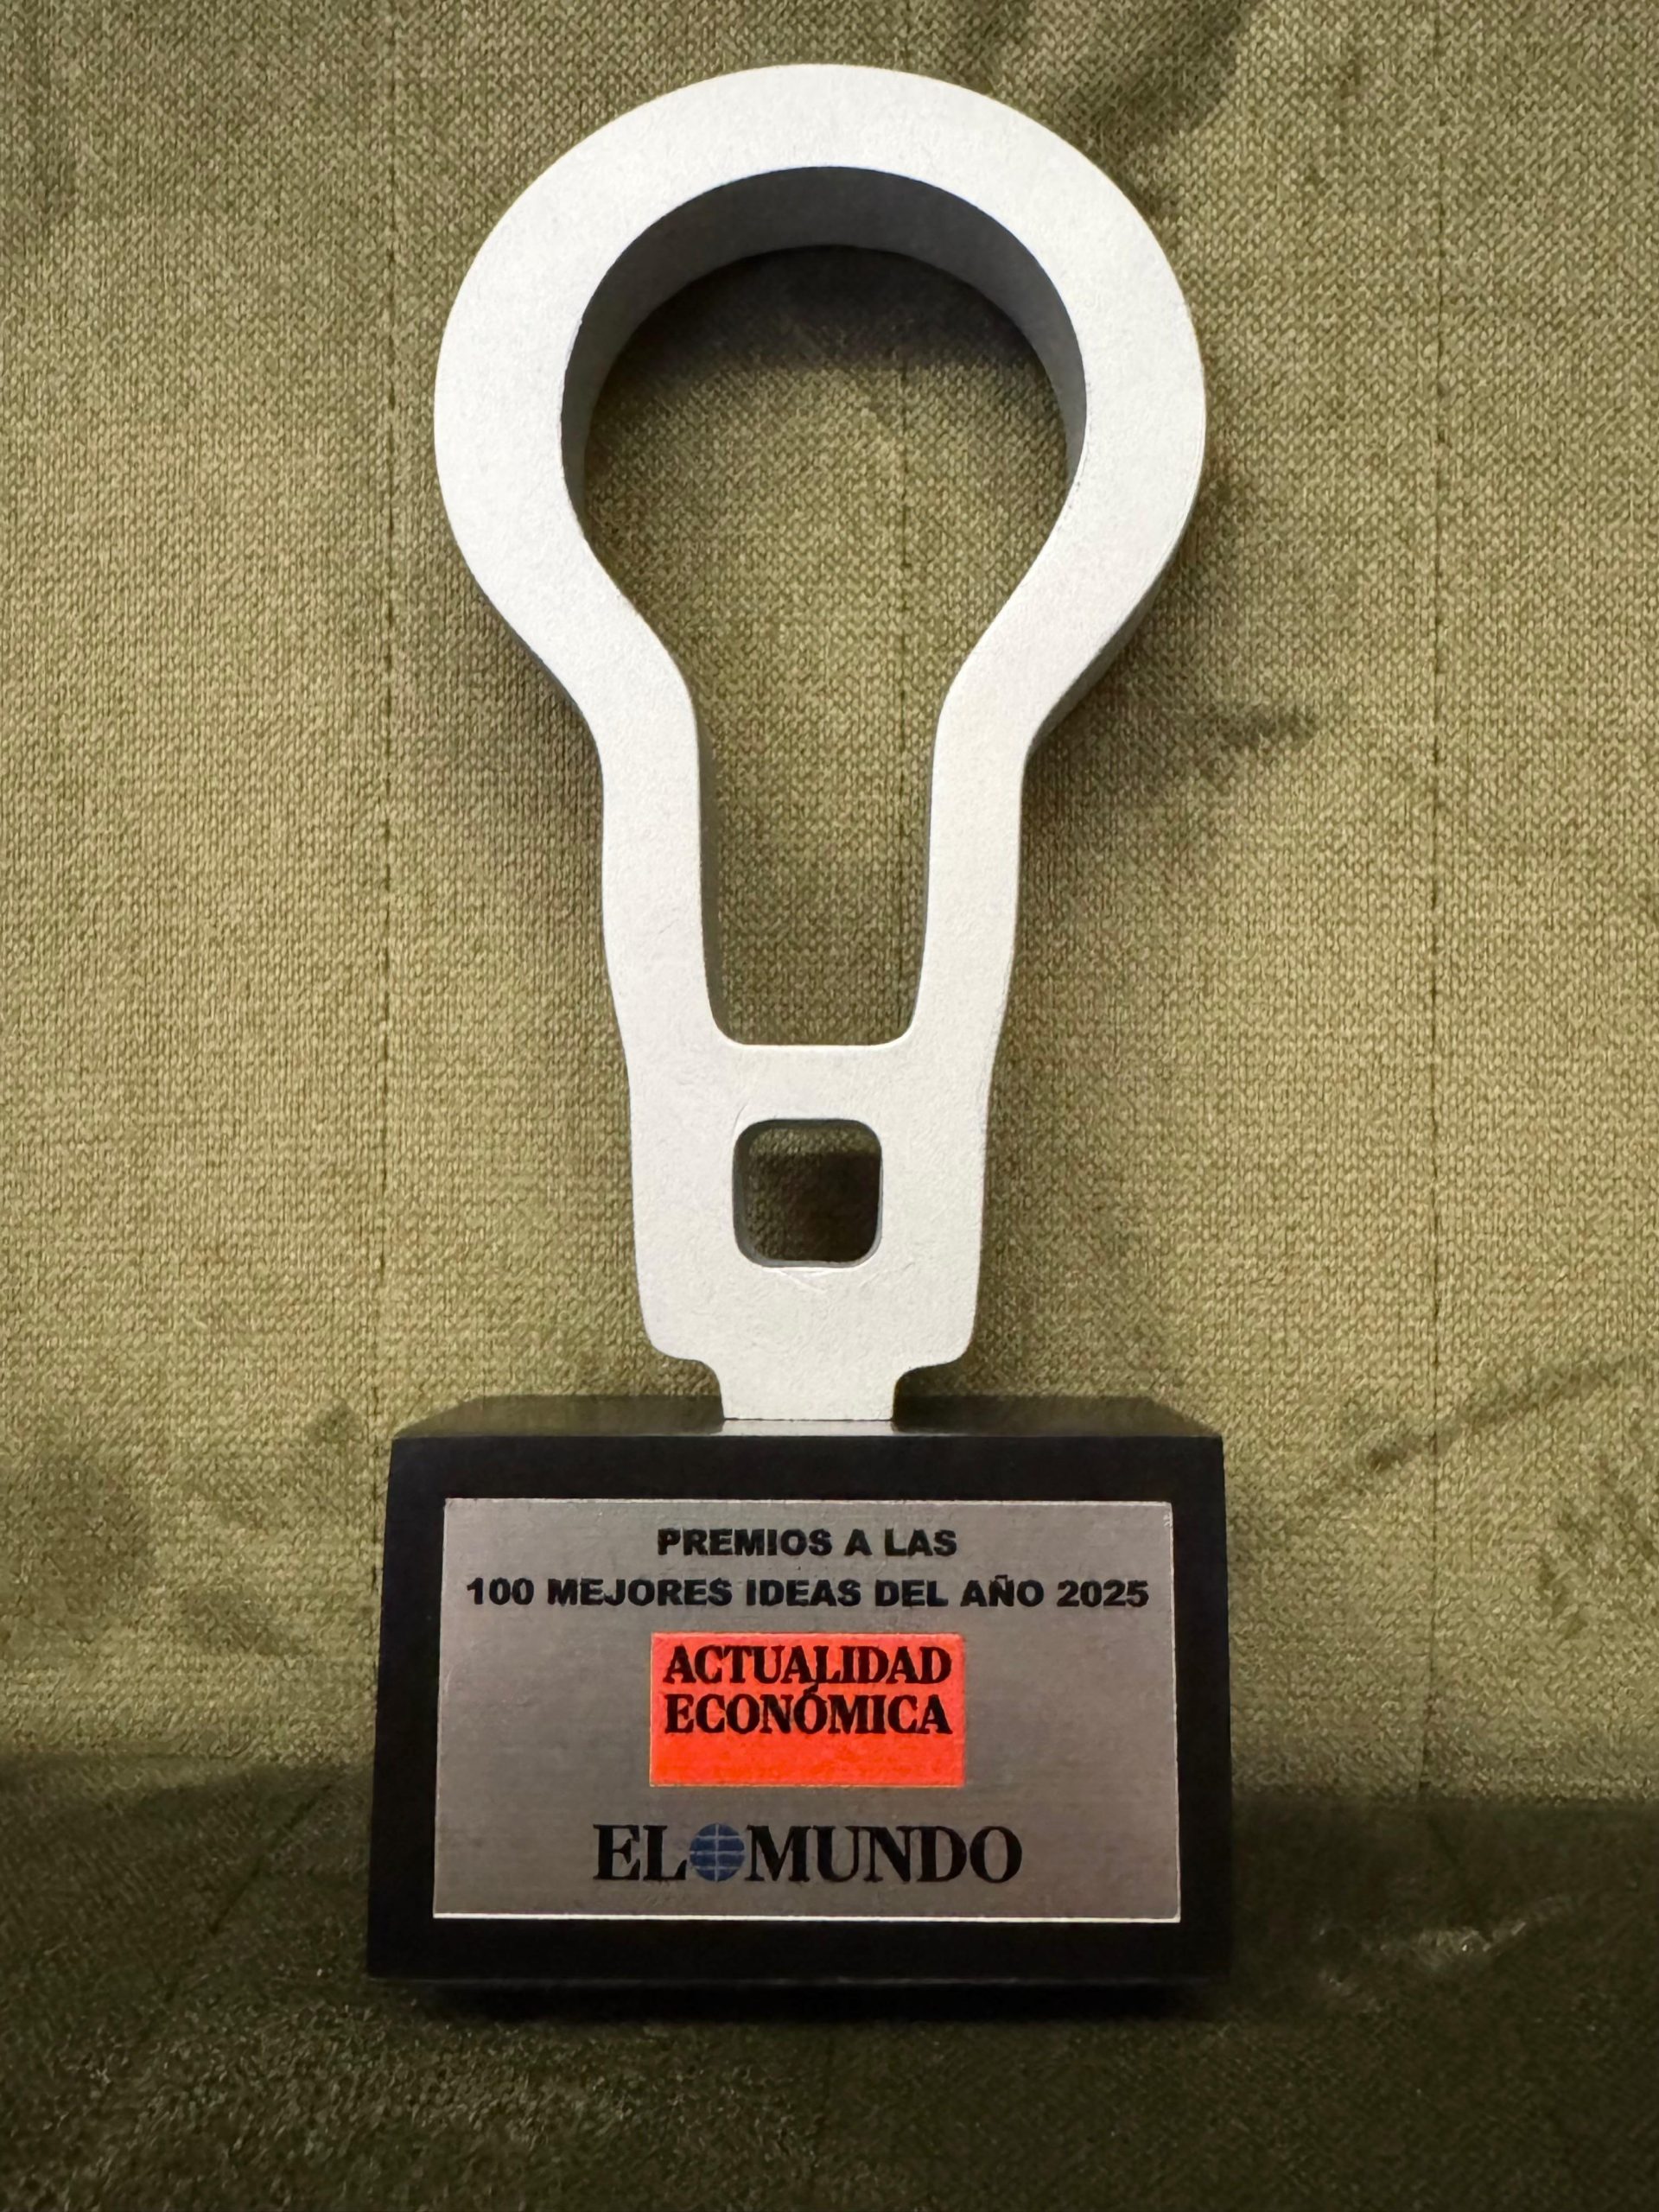 PREMIOS A LAS
100 MEJORES IDEAS DEL AÑO 2025
ACTUALIDAD
ECONÓMICA
EL MUNDO